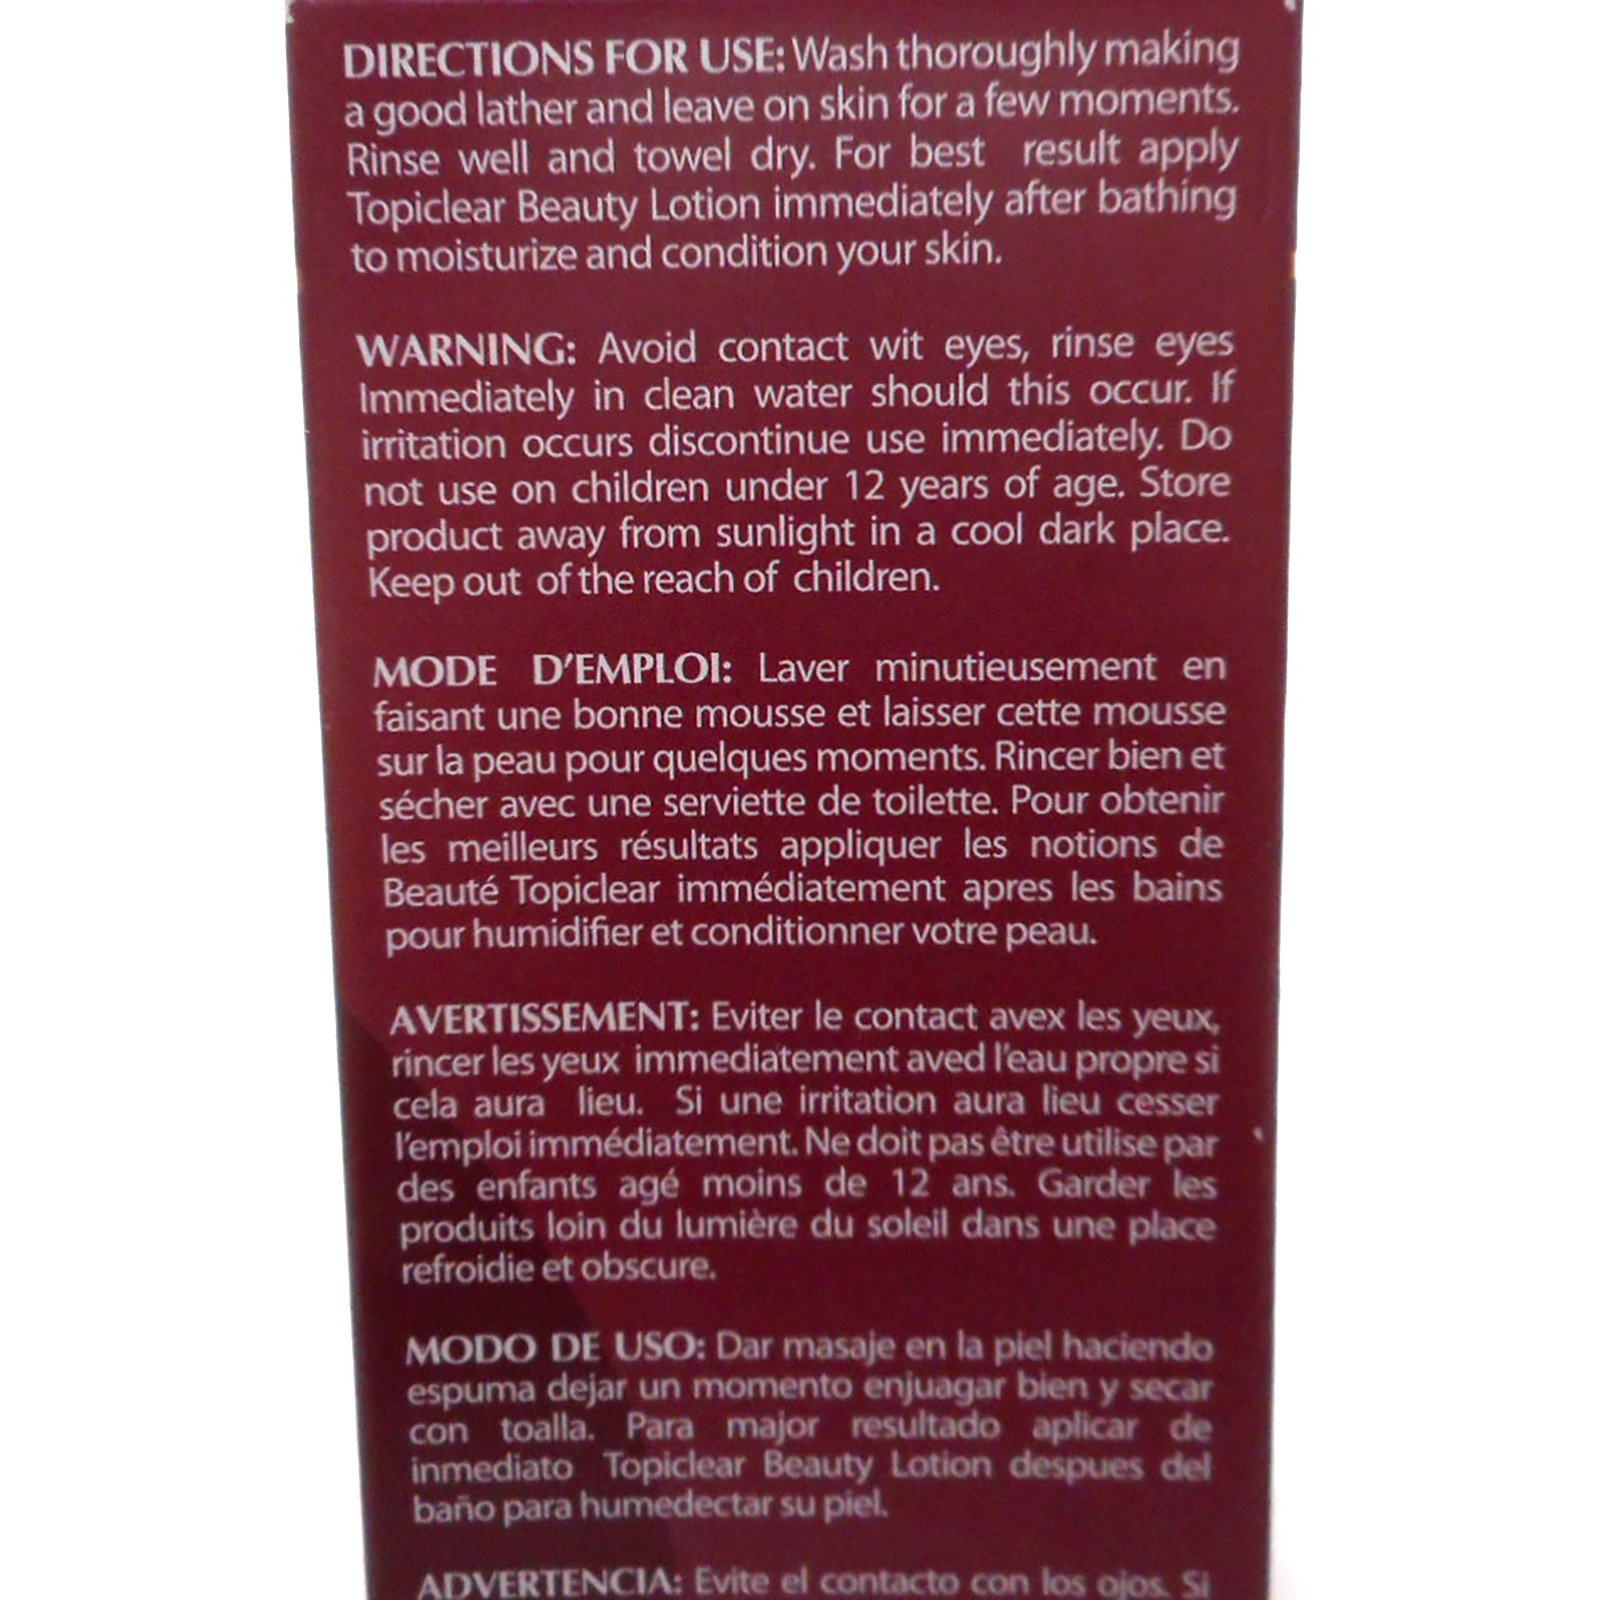 DIRECTIONS FOR USE: Wash thoroughly making
a good lather and leave on skin for a few moments.
Rinse well and towel dry. For best result apply
Topiclear Beauty Lotion immediately after bathing
to moisturize and condition your skin.
WARNING: Avoid contact wit eyes, rinse eyes
Immediately in clean water should this occur. If
irritation occurs discontinue use immediately. Do
not use on children under 12 years of age. Store
product away from sunlight in a cool dark place.
Keep out of the reach of children.
MODE D'EMPLOI: Laver minutieusement en
faisant une bonne mousse et laisser cette mousse
sur la peau pour quelques moments. Rincer bien et
sécher avec une serviette de toilette. Pour obtenir
les meilleurs résultats appliquer les notions de
Beauté Topiclear immédiatement apres les bains
pour humidifier et conditionner votre peau.
AVERTISSEMENT: Eviter le contact avex les yeux,
rincer les yeux immediatement aved l'eau propre si
cela aura lieu. Si une irritation aura lieu cesser
l'emploi immédiatement. Ne doit pas être utilise par
des enfants agé moins de 12 ans. Garder les
produits loin du lumière du soleil dans une place
refroidie et obscure.
MODO DE USO: Dar masaje en la piel haciendo
espuma dejar un momento enjuagar bien y secar
con toalla. Para major resultado aplicar de
inmediato Topiclear Beauty Lotion despues del
baño para humedectar su piel.
ADVERTENCIA: Evite el contacto con los ojos. Si